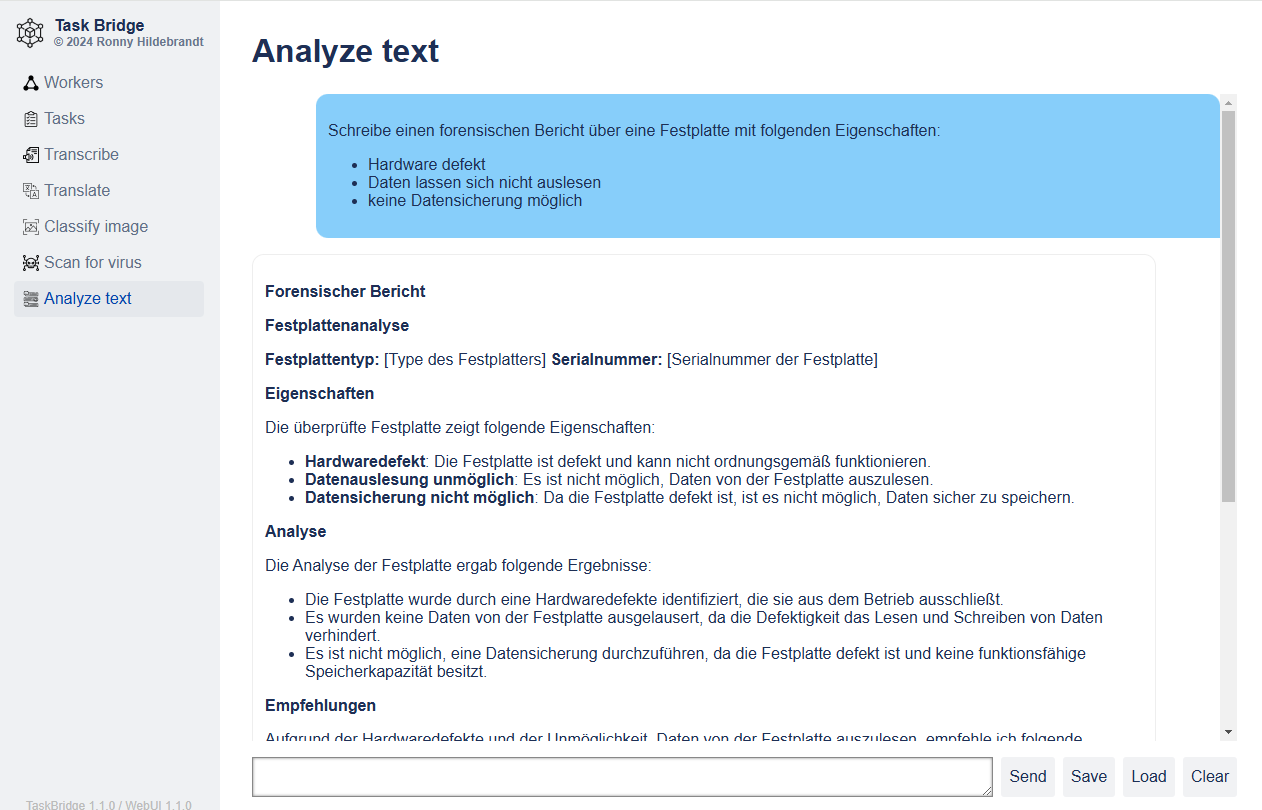 Task Bridge
© 2024 Ronny Hildebrandt
Workers
Tasks
Transcribe
Translate
Classify image
Scan for virus
Analyze text
TaskBridge 1.1.0 / WebUI 1.1.0
Analyze text
Schreibe einen forensischen Bericht über eine Festplatte mit folgenden Eigenschaften:
• Hardware defekt
• Daten lassen sich nicht auslesen
• keine Datensicherung möglich
Forensischer Bericht
Festplattenanalyse
Festplattentyp: [Type des Festplatters] Serialnummer: [Serialnummer der Festplatte]
Eigenschaften
Die überprüfte Festplatte zeigt folgende Eigenschaften:
• Hardwaredefekt: Die Festplatte ist defekt und kann nicht ordnungsgemäß funktionieren.
• Datenauslesung unmöglich: Es ist nicht möglich, Daten von der Festplatte auszulesen.
• Datensicherung nicht möglich: Da die Festplatte defekt ist, ist es nicht möglich, Daten sicher zu speichern.
Analyse
Die Analyse der Festplatte ergab folgende Ergebnisse:
• Die Festplatte wurde durch eine Hardwaredefekte identifiziert, die sie aus dem Betrieb ausschließt.
• Es wurden keine Daten von der Festplatte ausgelausert, da die Defektigkeit das Lesen und Schreiben von Daten
verhindert.
• Es ist nicht möglich, eine Datensicherung durchzuführen, da die Festplatte defekt ist und keine funktionsfähige
Speicherkapazität besitzt.
Empfehlungen
Aufgrund der Hardwaredefekte und der Unmöglichkeit, Daten von der Festplatte auszulesen, empfehle ich folgende
Send
Save
Load
Clear